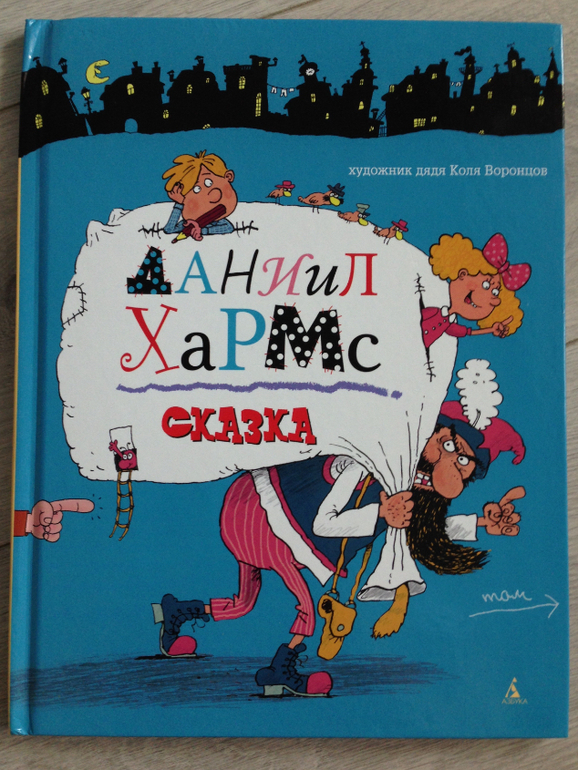 художник дядя Коля Воронцов
ДАНИиЛ
ХаРМс
СКАЗКА
там
АЗБУКА